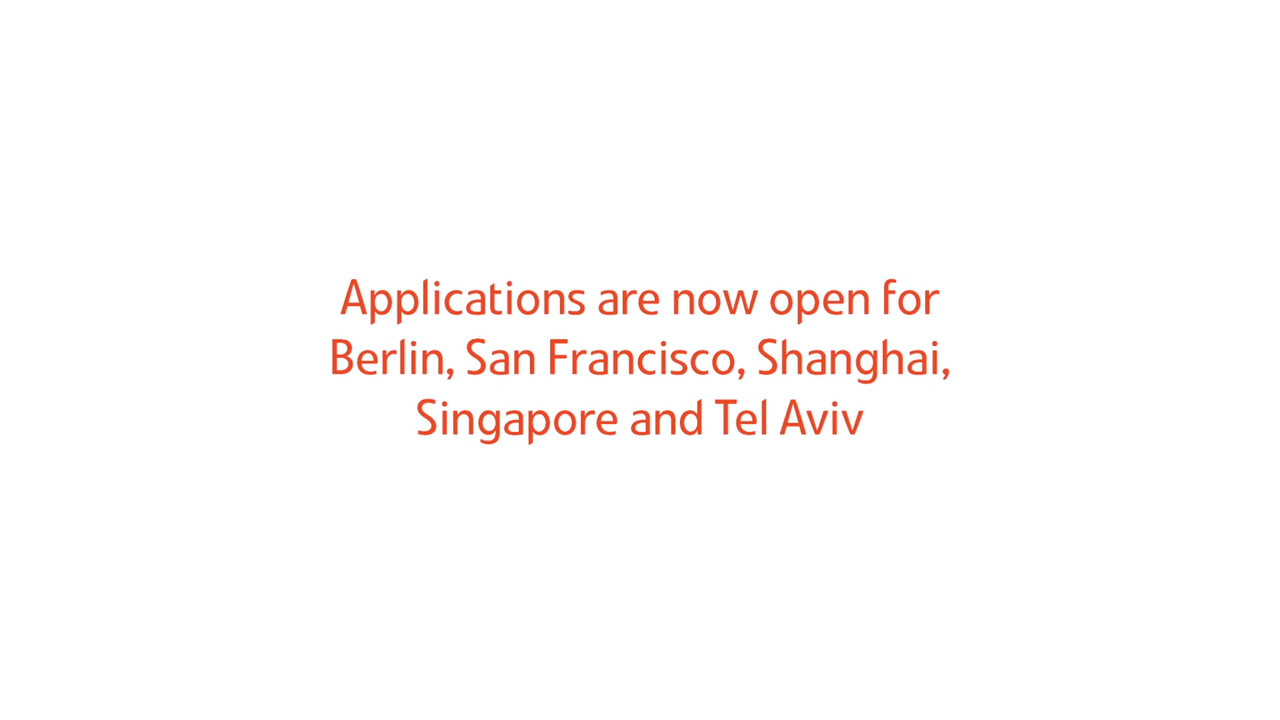 Applications are now open for
Berlin, San Francisco, Shanghai,
Singapore and Tel Aviv